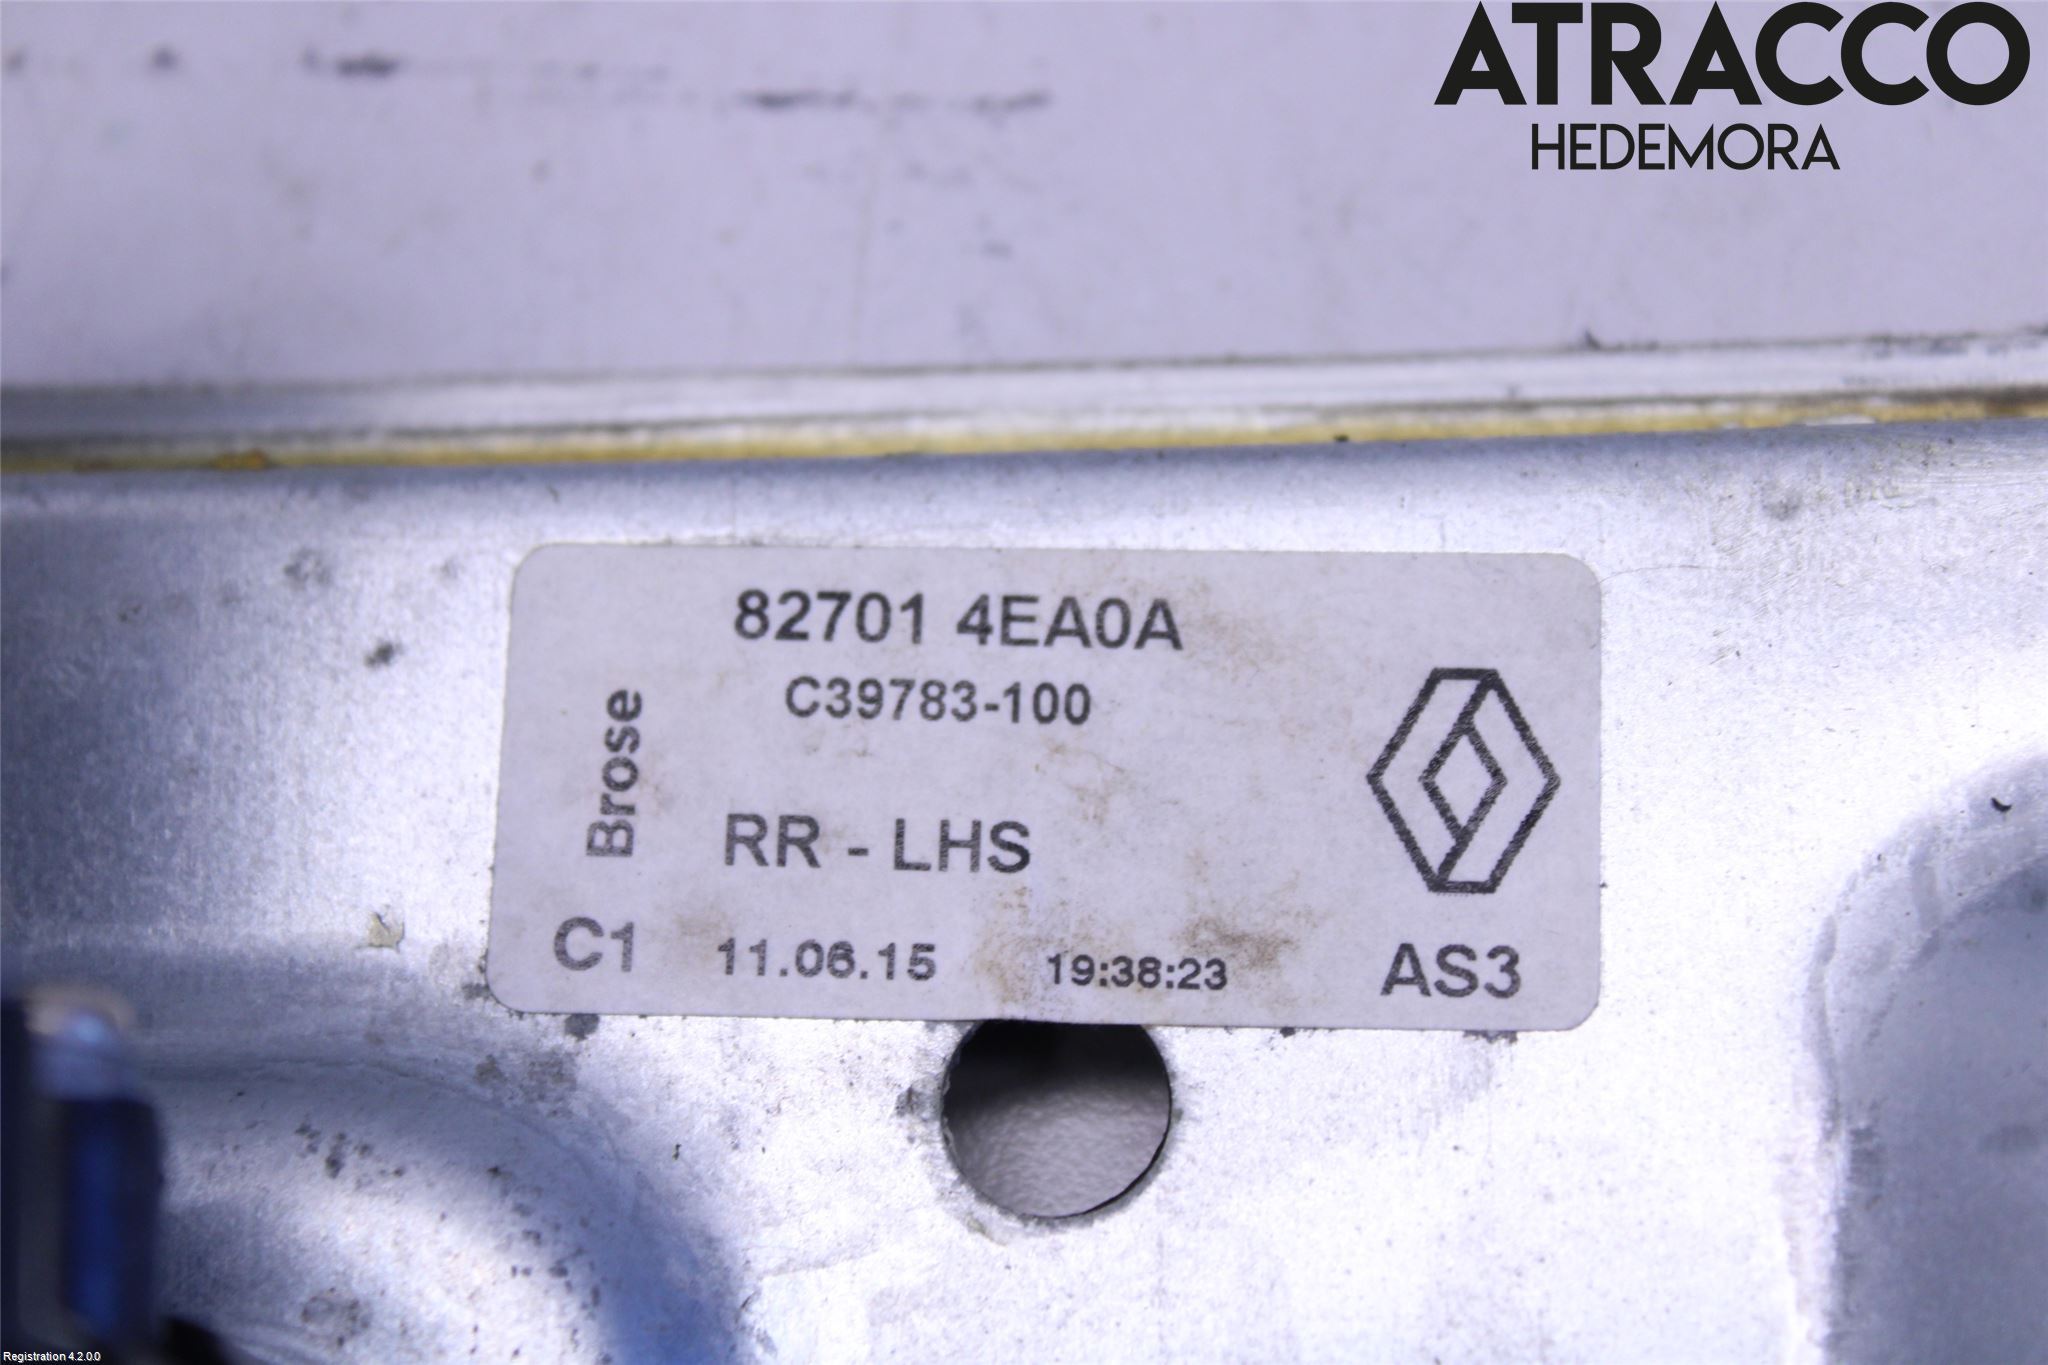 ATRACCO
HEDEMORA
82701 4EA0A
C39783-100
Brose
RR - LHS
C1 11.06.15 19:38:23 AS3
Registration 4.2.0.0